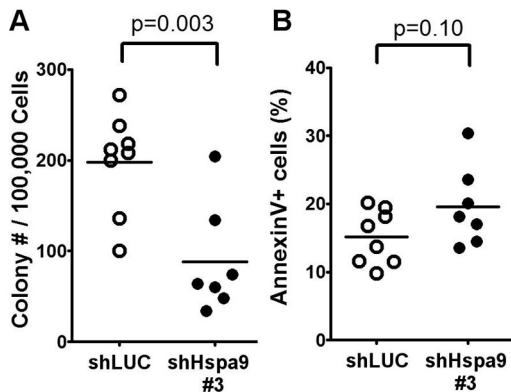 A
p=0.003
Colony # / 100,000 Cells
300
200
100
0
shLUC
shHspa9
#3
B
p=0.10
AnnexinV+ cells (%)
40
30
20
10
0
shLUC
shHspa9
#3